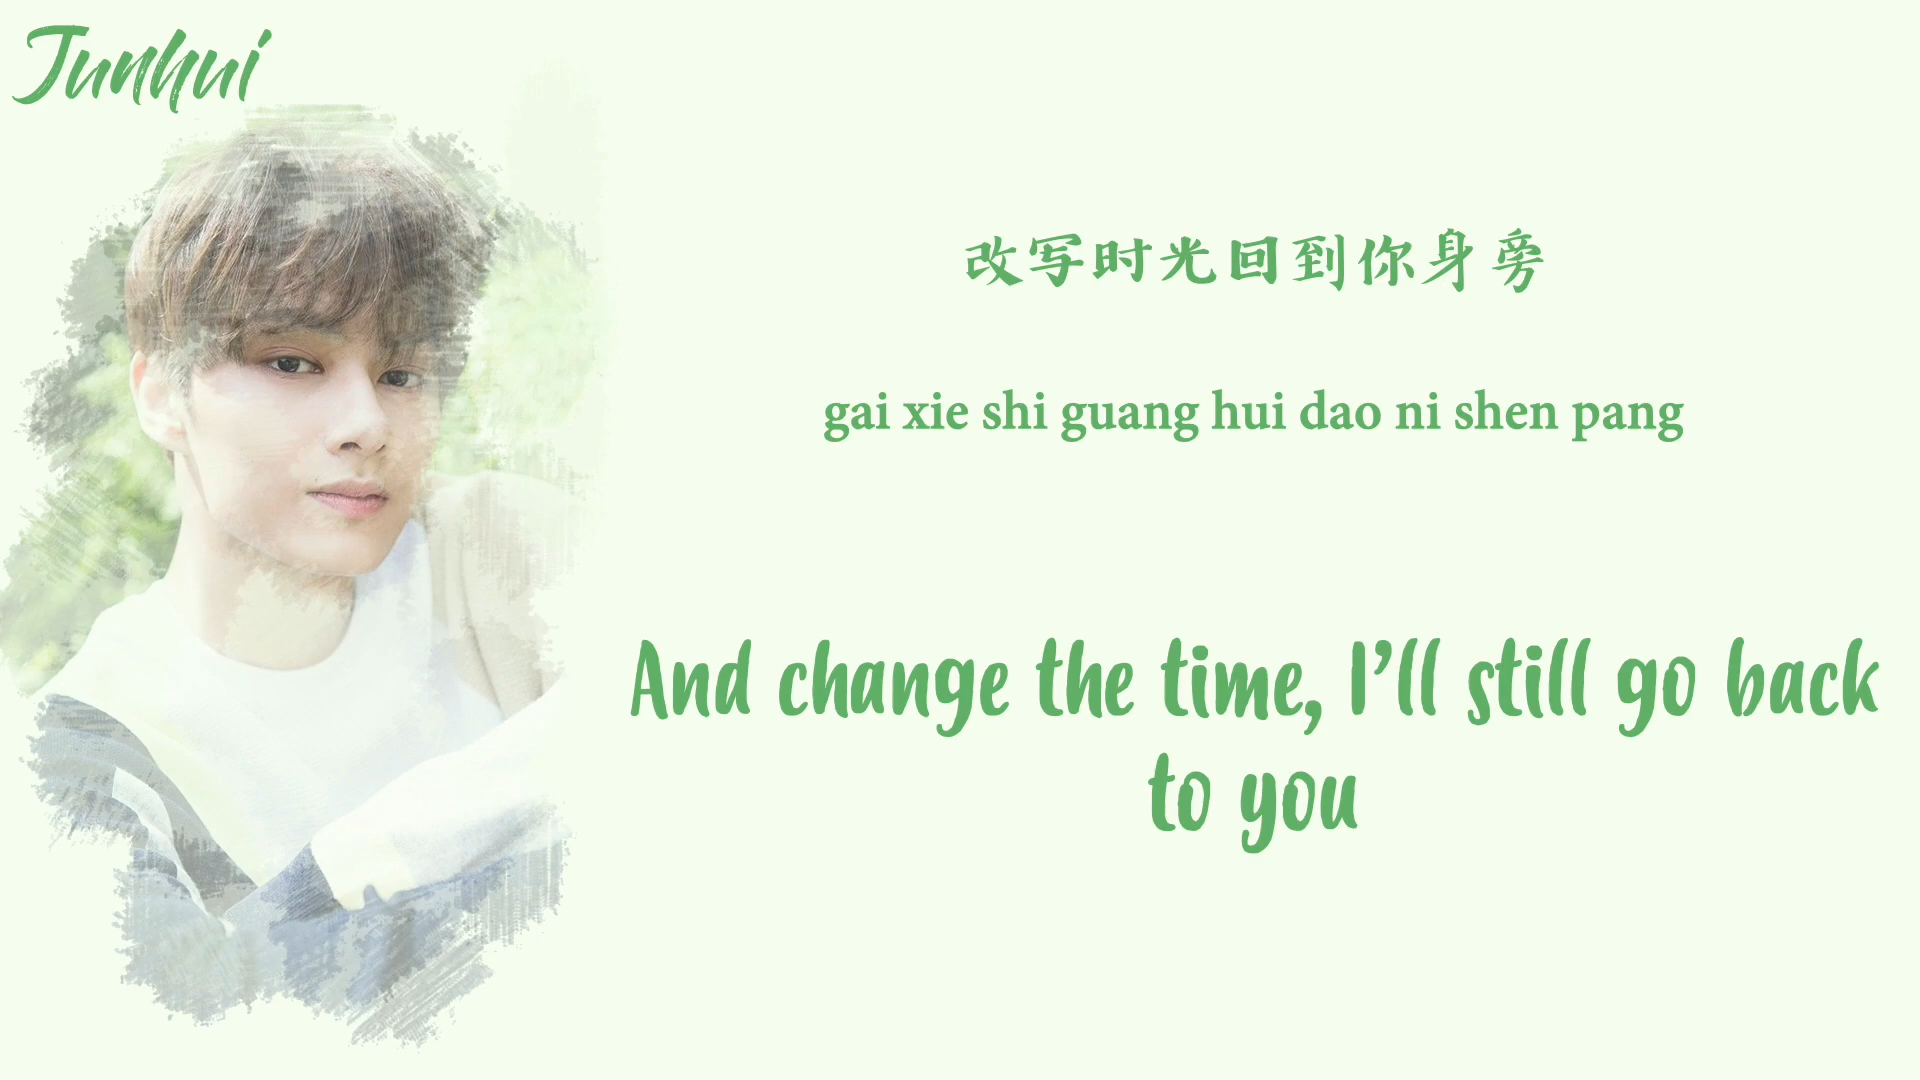 Junhui
改写时光回到你身旁
gai xie shi guang hui dao ni shen pang
And change the time, I'll still go back
to you